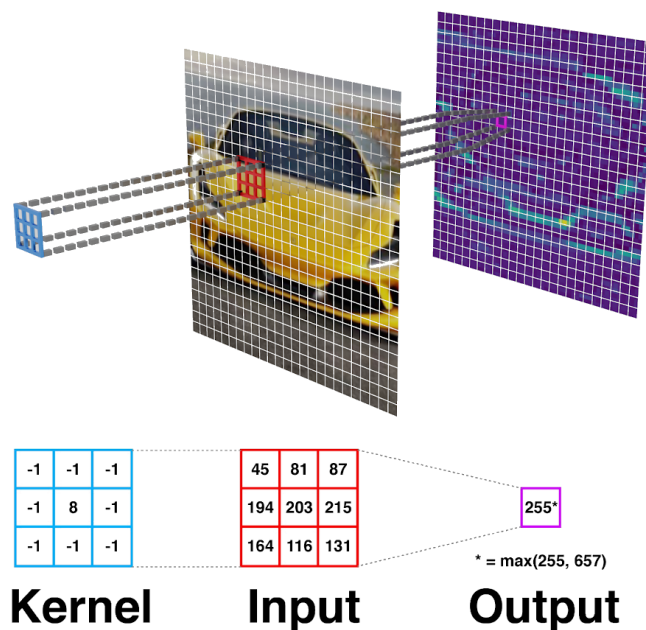 -1 -1 -1 45 81 87
-1 8 -1 194 203 215 255*
-1 -1 -1 164 116 131
* = max(255, 657)
Kernel Input Output